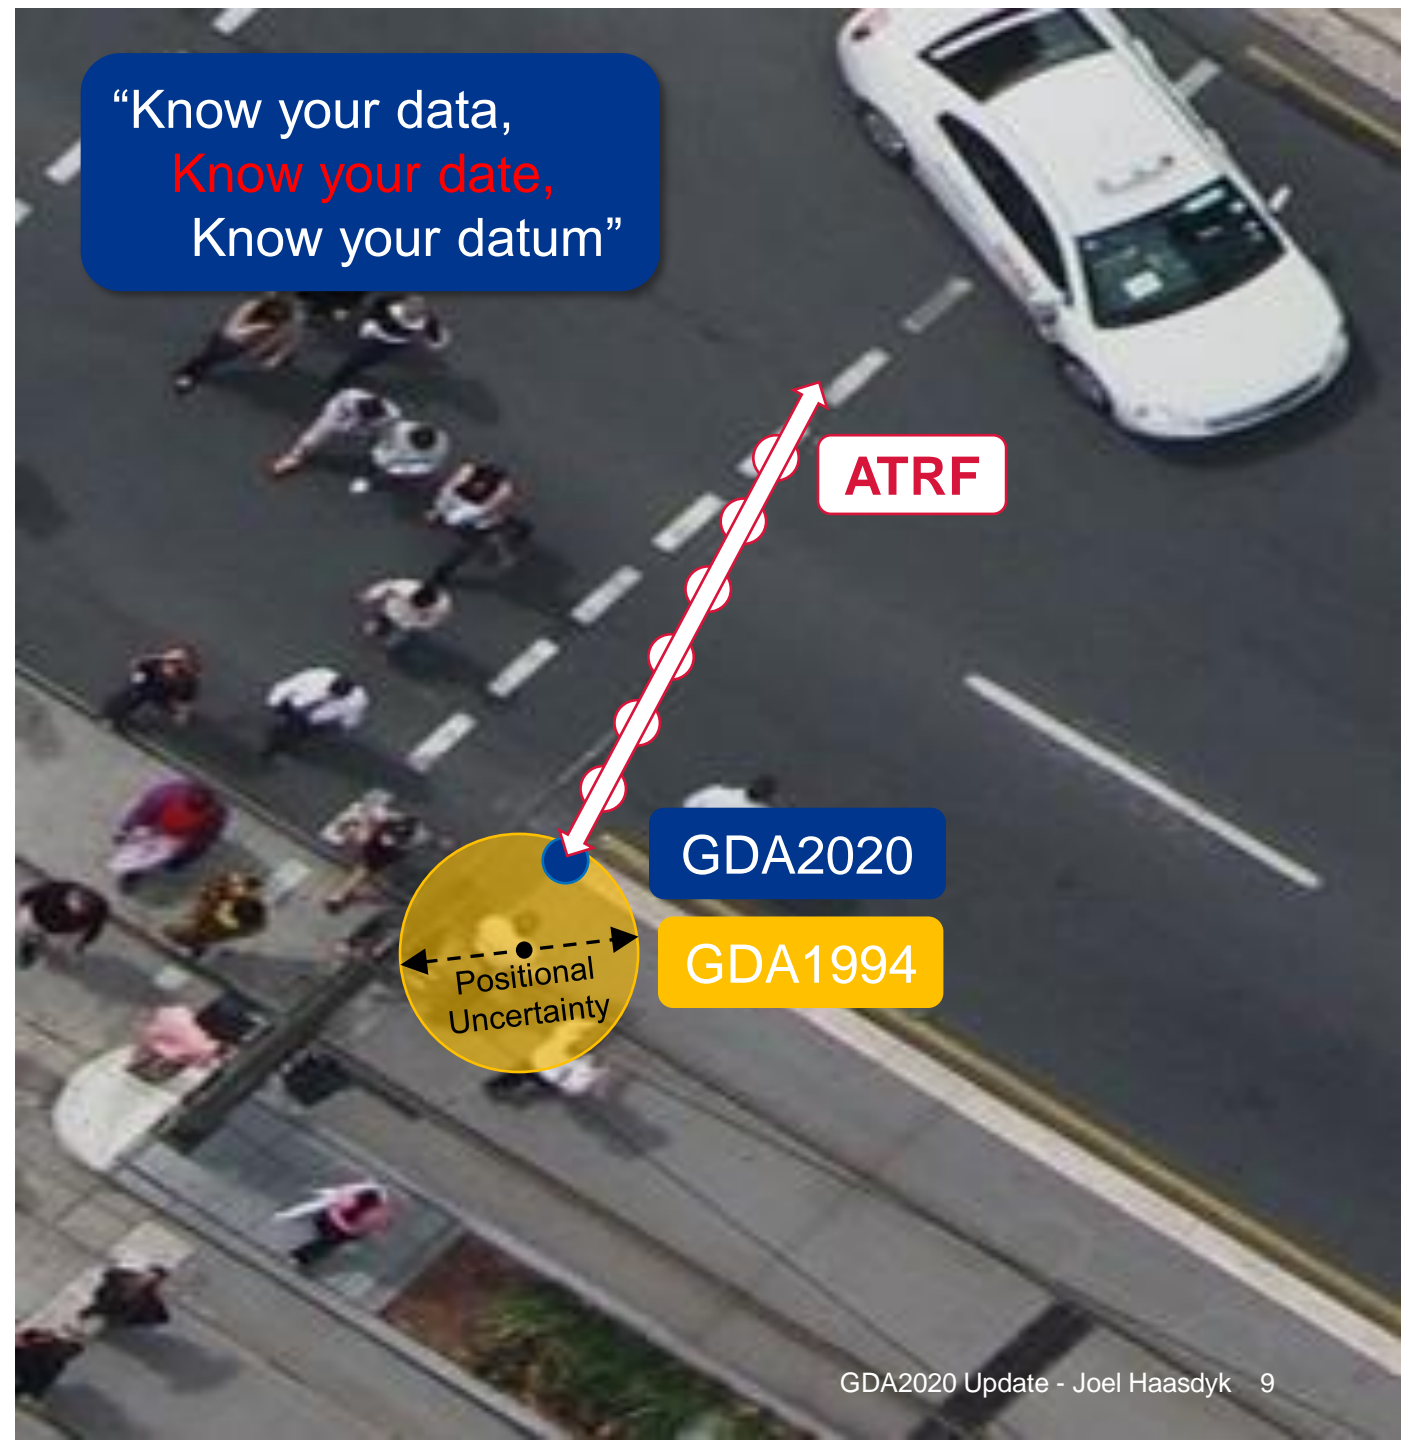 “Know your data,
Know your date,
Know your datum”
ATRF
GDA2020
GDA1994
Positional
Uncertainty
GDA2020 Update - Joel Haasdyk 9